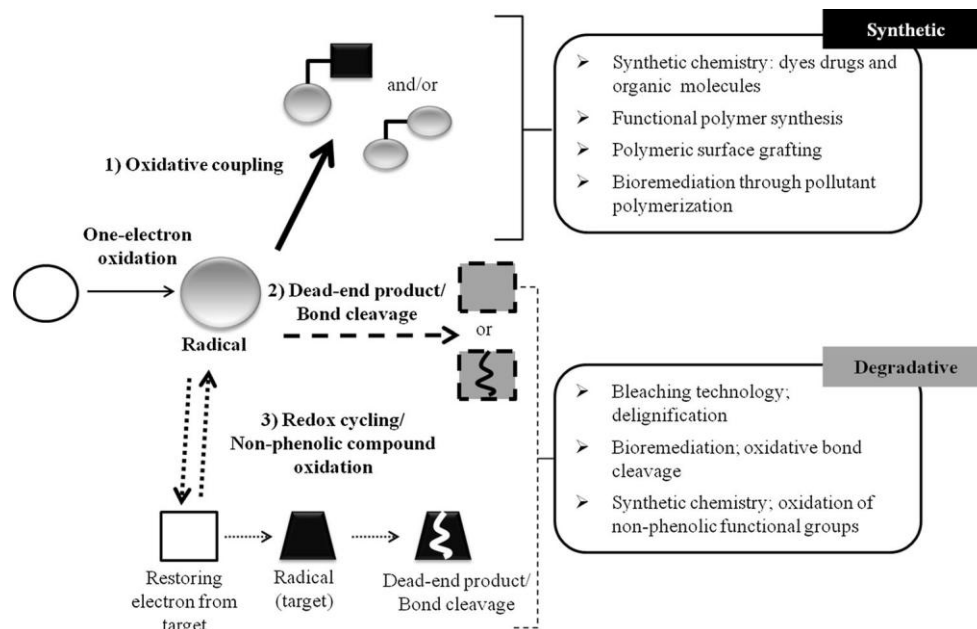 Synthetic
➢ Synthetic chemistry: dyes drugs and
organic molecules
➢ Functional polymer synthesis
➢ Polymeric surface grafting
➢ Bioremediation through pollutant
polymerization
and/or
1) Oxidative coupling
One-electron
oxidation
Radical
2) Dead-end product/
Bond cleavage
or
3) Redox cycling/
Non-phenolic compound
oxidation
Degradative
➢ Bleaching technology;
delignification
➢ Bioremediation; oxidative bond
cleavage
➢ Synthetic chemistry; oxidation of
non-phenolic functional groups
Restoring
electron from
target
Radical
(target)
Dead-end product/
Bond cleavage